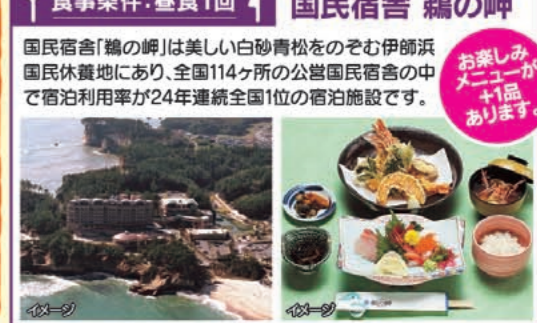 食事条件:昼食1回
国民宿舎 鵜の岬
国民宿舎「鵜の岬」は美しい白砂青松をのぞむ伊師浜
国民休養地にあり、全国114ヶ所の公営国民宿舎の中
で宿泊利用率が24年連続全国1位の宿泊施設です。
お楽しみ
メニューが
+1品
あります。
イメージ
イメージ